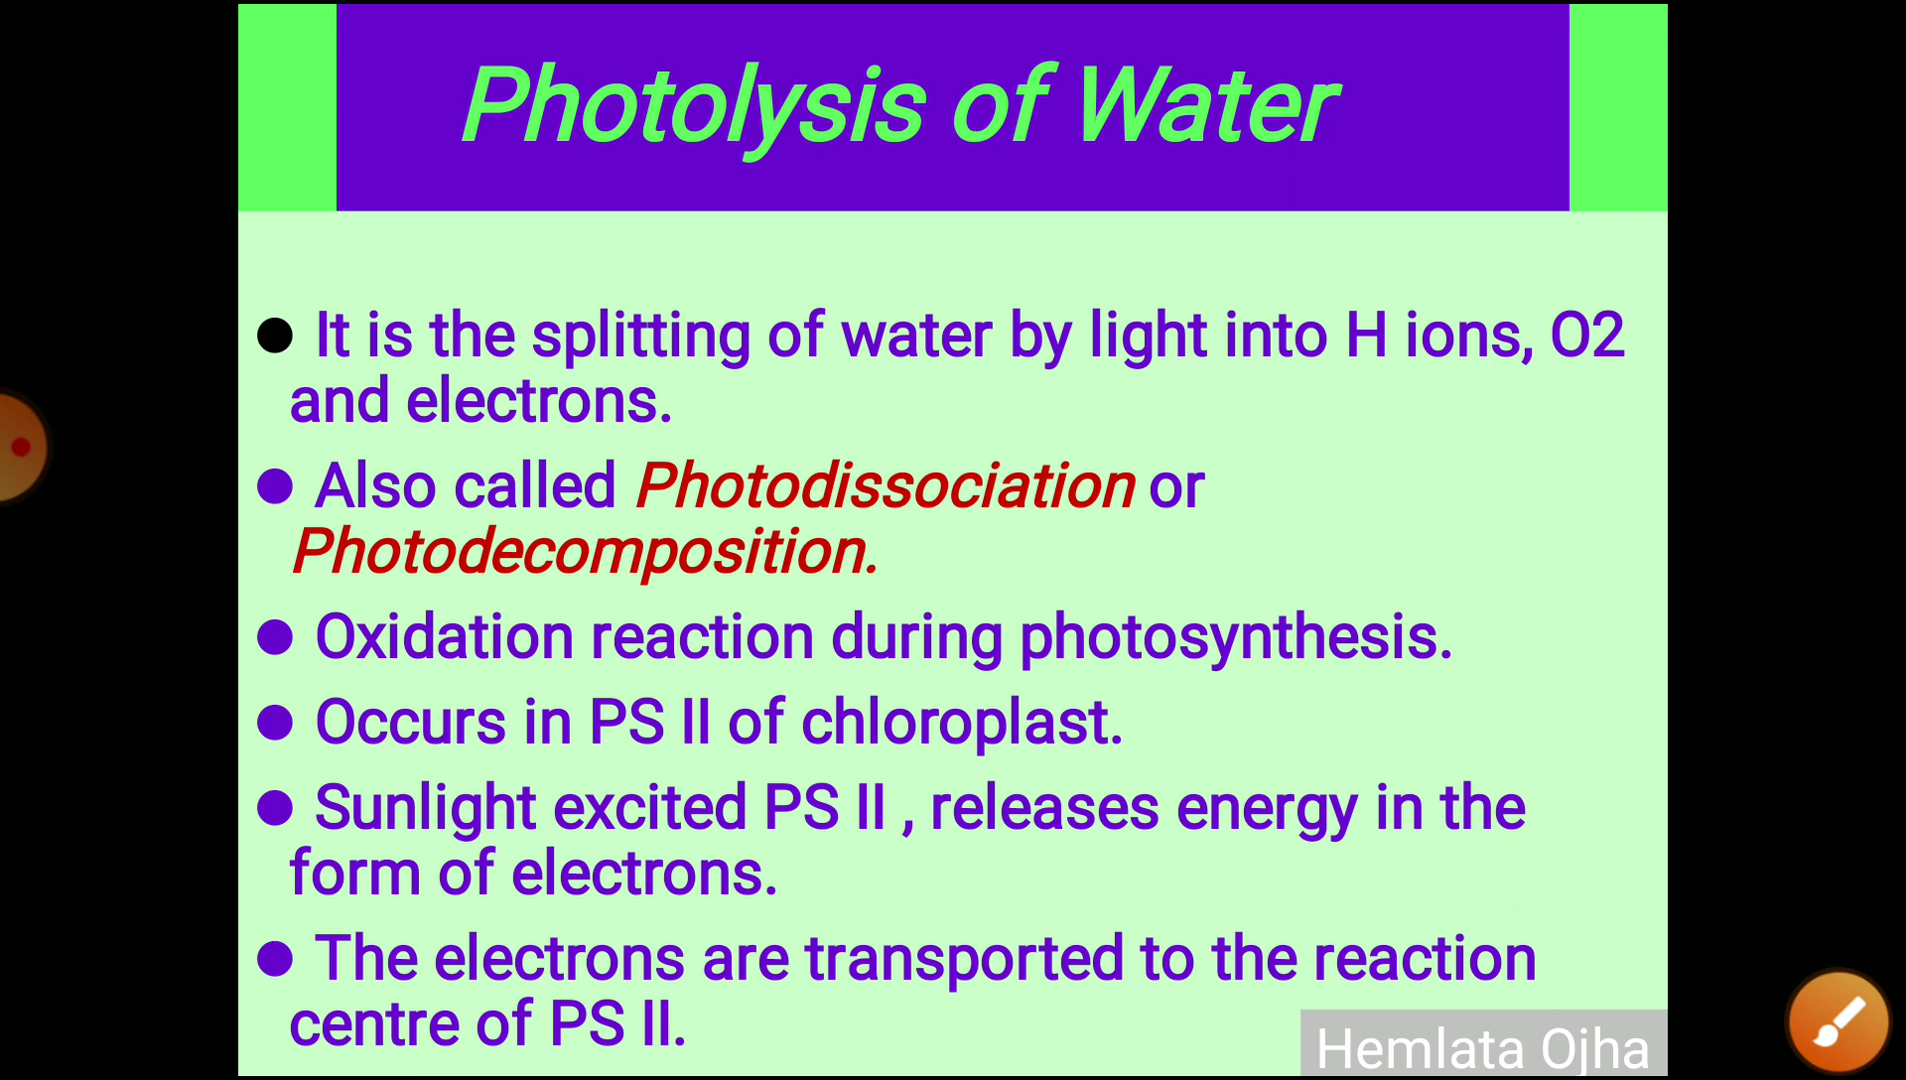 Photolysis of Water
● It is the splitting of water by light into H ions, O2
and electrons.
● Also called Photodissociation or
Photodecomposition.
● Oxidation reaction during photosynthesis.
● Occurs in PS II of chloroplast.
● Sunlight excited PS II , releases energy in the
form of electrons.
● The electrons are transported to the reaction
centre of PS II.
Hemlata Ojha